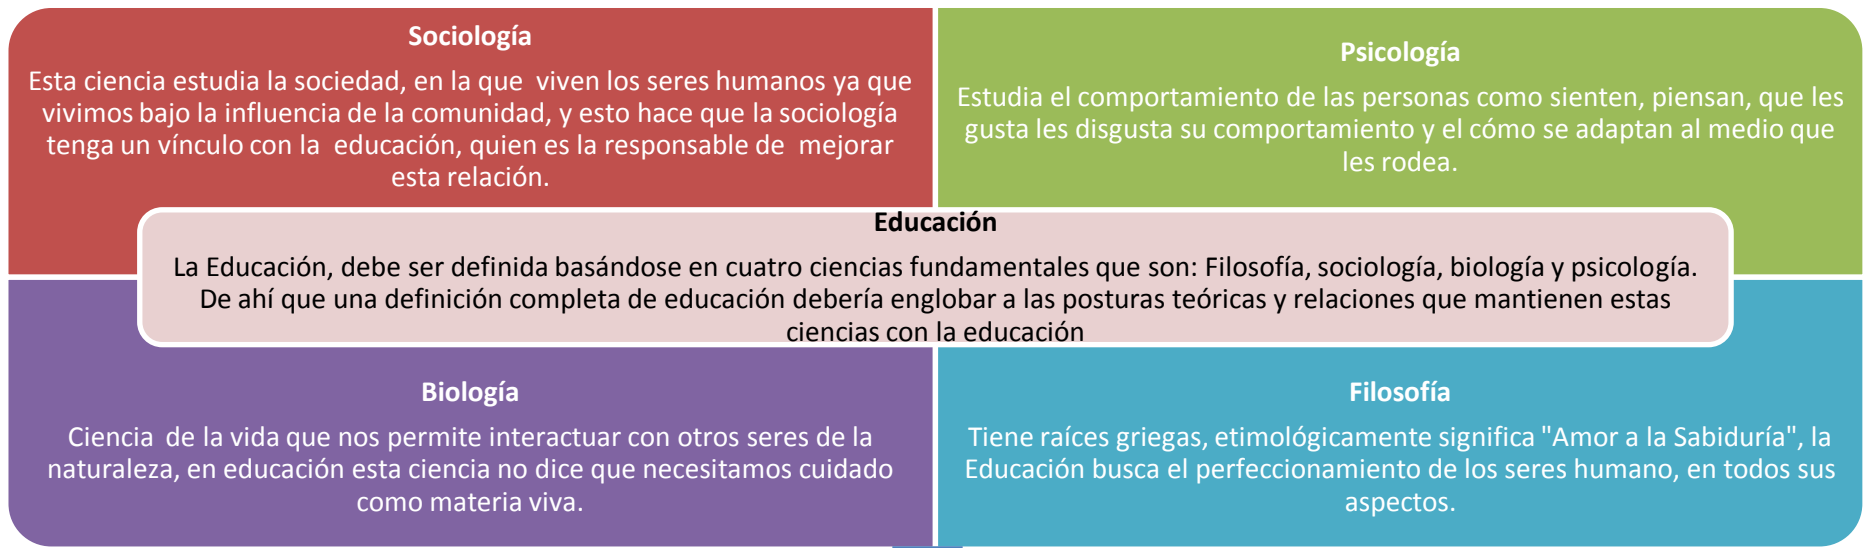 Sociología
Esta ciencia estudia la sociedad, en la que viven los seres humanos ya que
vivimos bajo la influencia de la comunidad, y esto hace que la sociología
tenga un vínculo con la educación, quien es la responsable de mejorar
esta relación.
Psicología
Estudia el comportamiento de las personas como sienten, piensan, que les
gusta les disgusta su comportamiento y el cómo se adaptan al medio que
les rodea.
Educación
La Educación, debe ser definida basándose en cuatro ciencias fundamentales que son: Filosofía, sociología, biología y psicología.
De ahí que una definición completa de educación debería englobar a las posturas teóricas y relaciones que mantienen estas
ciencias con la educación
Biología
Ciencia de la vida que nos permite interactuar con otros seres de la
naturaleza, en educación esta ciencia no dice que necesitamos cuidado
como materia viva.
Filosofía
Tiene raíces griegas, etimológicamente significa "Amor a la Sabiduría", la
Educación busca el perfeccionamiento de los seres humano, en todos sus
aspectos.